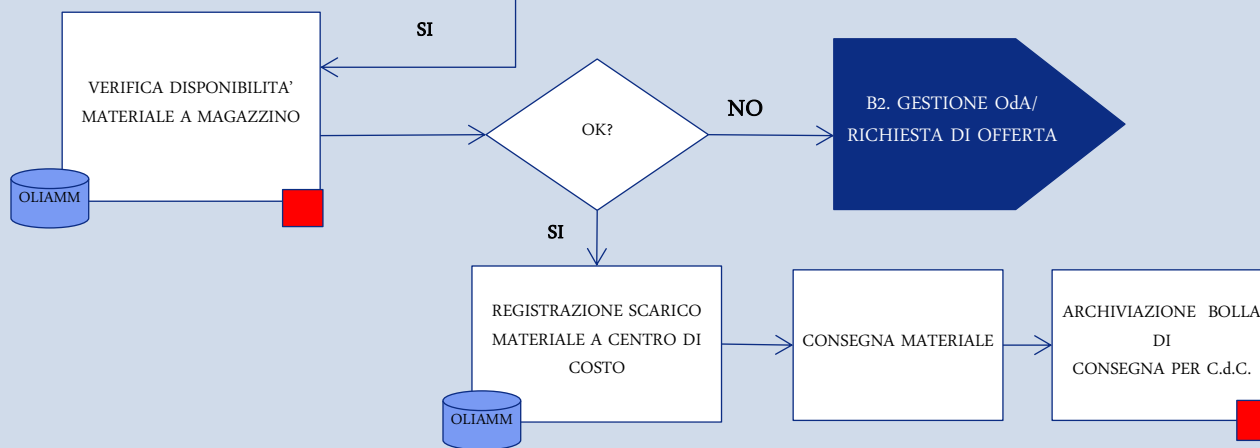 SI
VERIFICA DISPONIBILITA’
MATERIALE A MAGAZZINO
OLIAMM
OK?
NO
B2. GESTIONE OdA/
RICHIESTA DI OFFERTA
SI
REGISTRAZIONE SCARICO
MATERIALE A CENTRO DI
COSTO
OLIAMM
CONSEGNA MATERIALE
ARCHIVIAZIONE BOLLA
DI
CONSEGNA PER C.d.C.